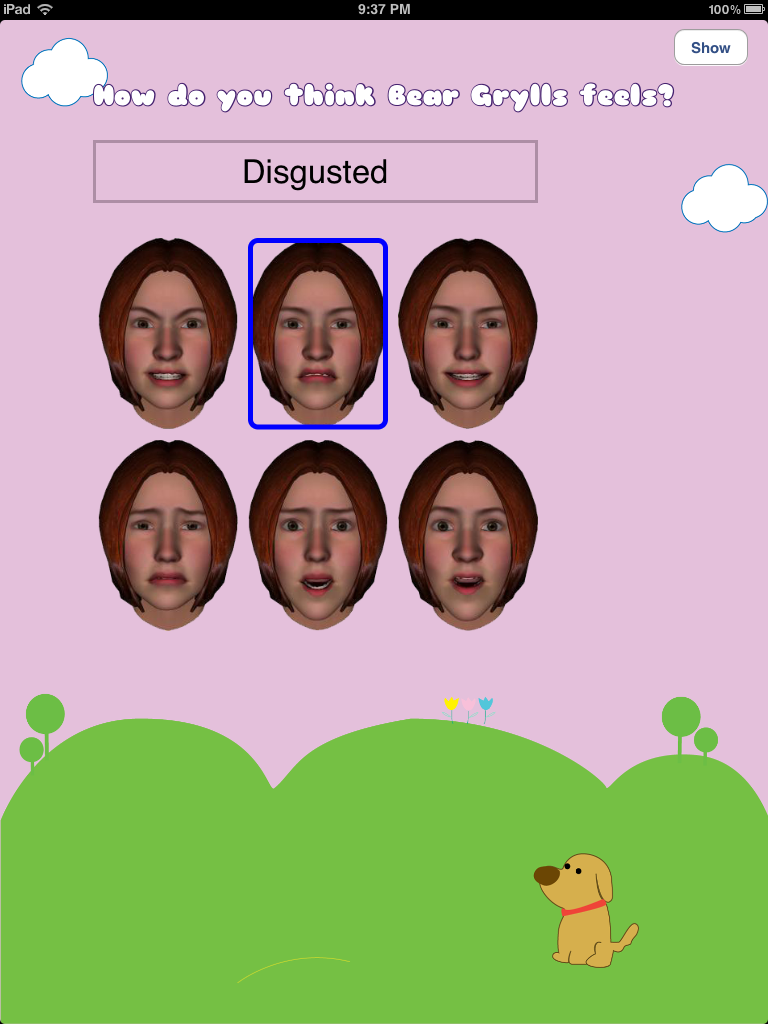 iPad 9:37 PM 100%
Show
How do you think Bear Grylls feels?
Disgusted